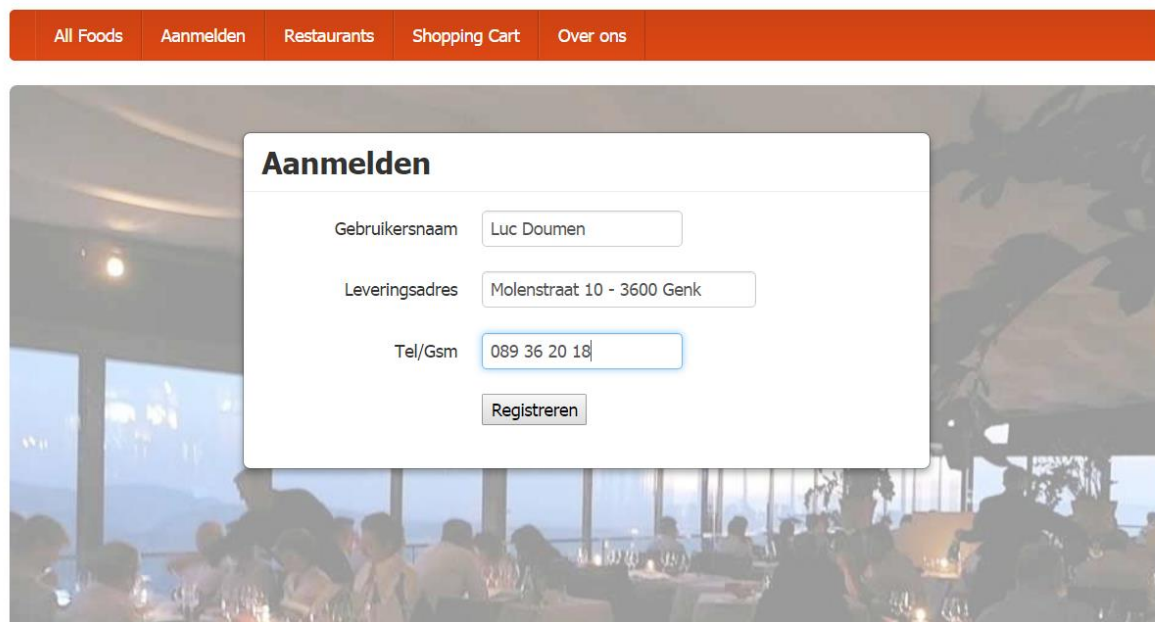 All Foods Aanmelden Restaurants Shopping Cart Over ons
Aanmelden
Gebruikersnaam Luc Doumen
Leveringsadres Molenstraat 10 - 3600 Genk
Tel/Gsm 089 36 20 18
Registreren